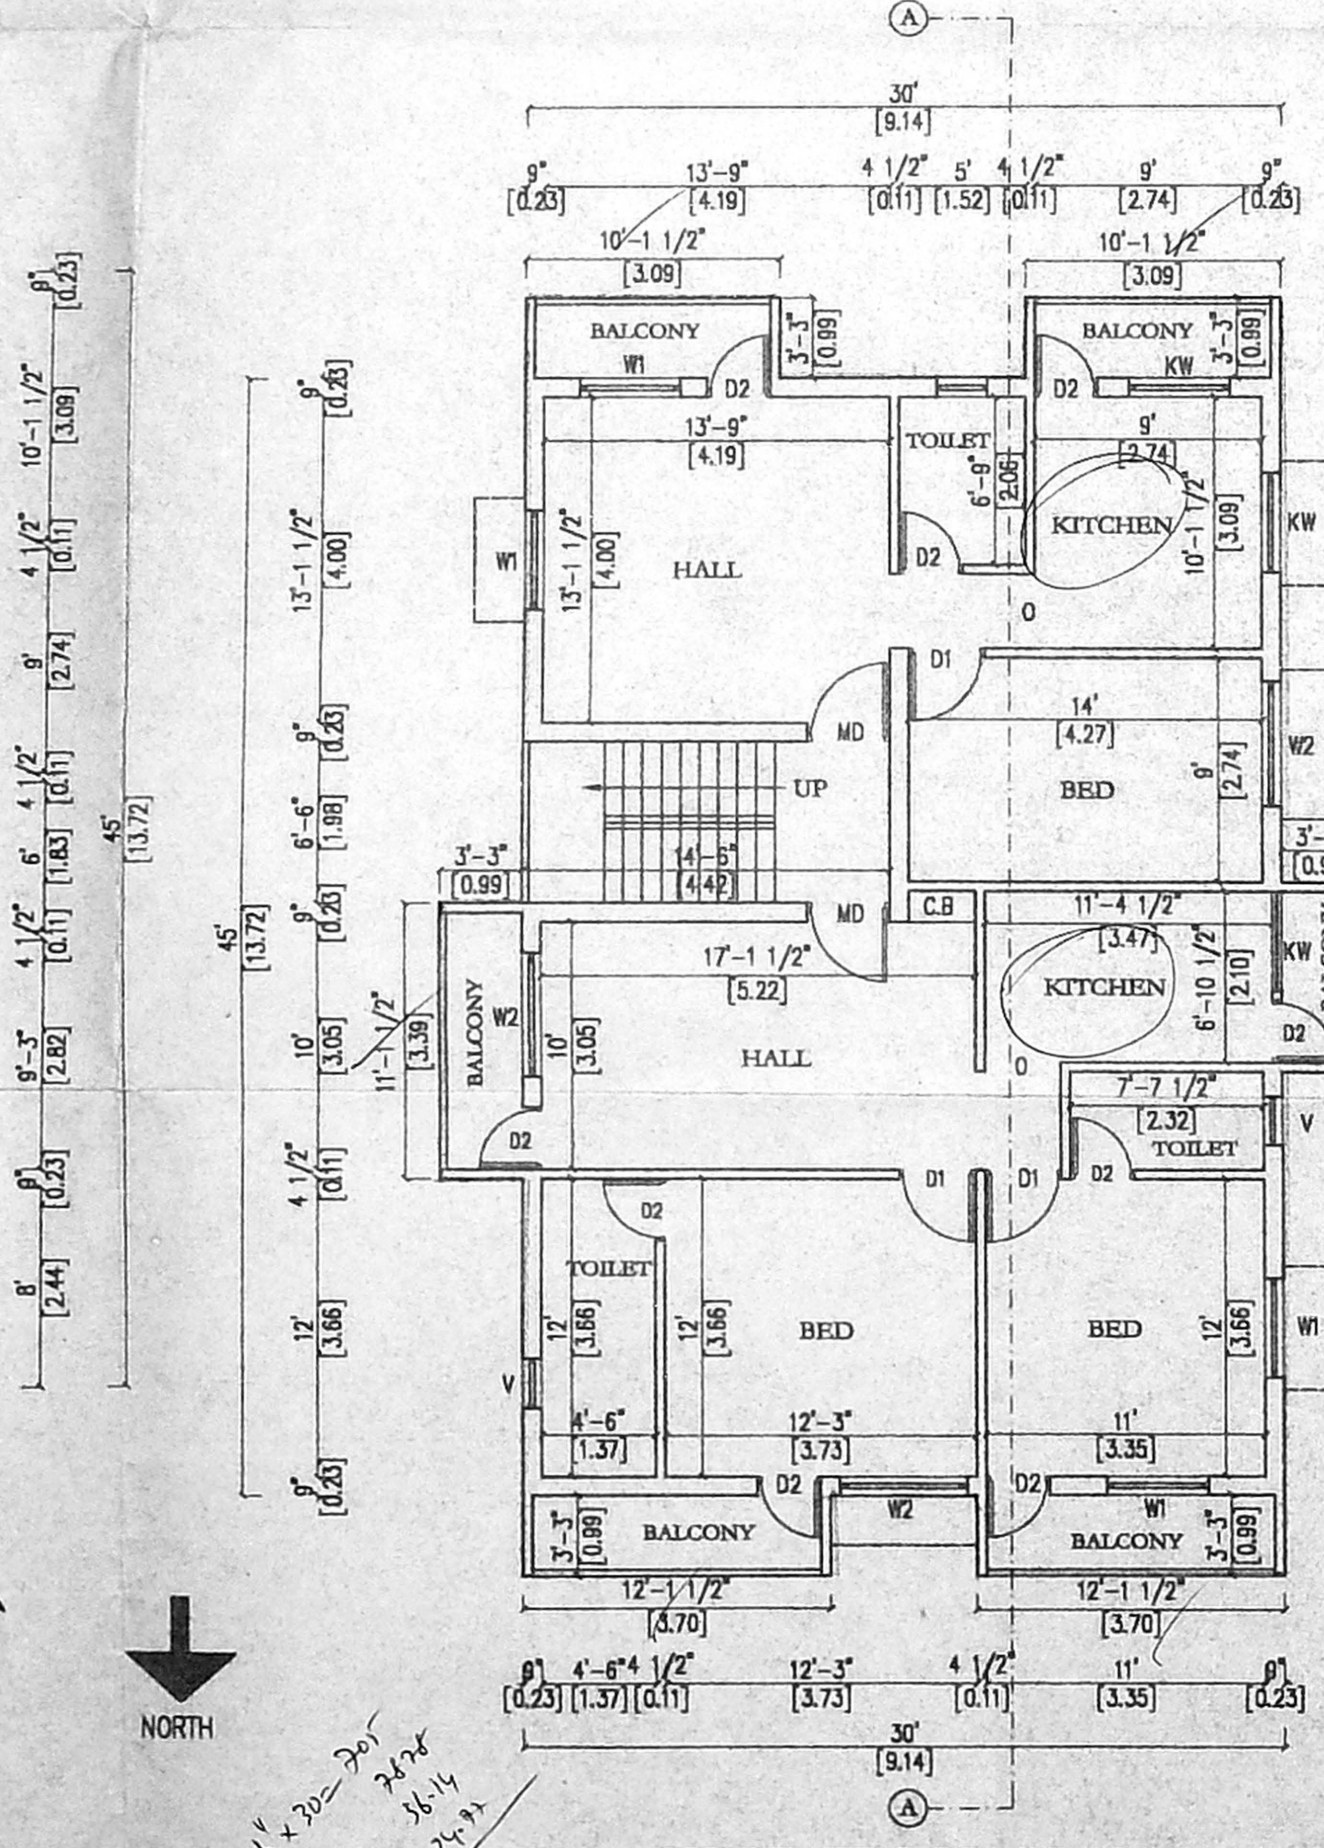 A
30'
[9.14]
9" 13'-9" 4 1/2" 5' 4 1/2" 9' 9"
[0.23] [4.19] [0.11] [1.52] [0.11] [2.74] [0.23]
10'-1 1/2" 10'-1 1/2"
[3.09] [3.09]
BALCONY 3'-3" [0.99] BALCONY 3'-3" [0.99]
W1 D2 D2 KW
13'-9" TOILET 9'
[4.19] 6'-9" 2.06 [2.74]
W1 13'-1 1/2" [4.00] HALL D2 KITCHEN 10'-1 1/2" [3.09] KW
O
D1
MD 14'
[4.27]
UP BED 9' [2.74] W2
3'-3" 14'-6"
[0.99] [4.42]
MD C.B 11'-4 1/2"
[3.47]
17'-1 1/2"
[5.22]
BALCONY W2 10' [3.05] HALL KITCHEN 6'-10 1/2" [2.10] KW
11'-1 1/2" [3.39]
D2
O
7'-7 1/2"
[2.32]
TOILET V
D2 D1 D1 D2
D2
TOILET
12' [3.66] 12' [3.66] BED BED 12' [3.66] W1
V
4'-6" 12'-3" 11'
[1.37] [3.73] [3.35]
D2 W2 D2 W1
3'-3" [0.99] BALCONY BALCONY 3'-3" [0.99]
12'-1 1/2" 12'-1 1/2"
[3.70] [3.70]
9" 4'-6" 4 1/2" 12'-3" 4 1/2" 11' 9"
[0.23] [1.37] [0.11] [3.73] [0.11] [3.35] [0.23]
30'
[9.14]
A
9" [0.23]
10'-1 1/2" [3.09]
4 1/2" [0.11]
9' [2.74]
4 1/2" [0.11]
6' [1.83]
4 1/2" [0.11]
9'-3" [2.82]
9" [0.23]
8' [2.44]
45' [13.72]
45' [13.72]
9" [0.23]
13'-1 1/2" [4.00]
9" [0.23]
6'-6" [1.98]
9" [0.23]
10' [3.05]
4 1/2" [0.11]
12' [3.66]
9" [0.23]
NORTH